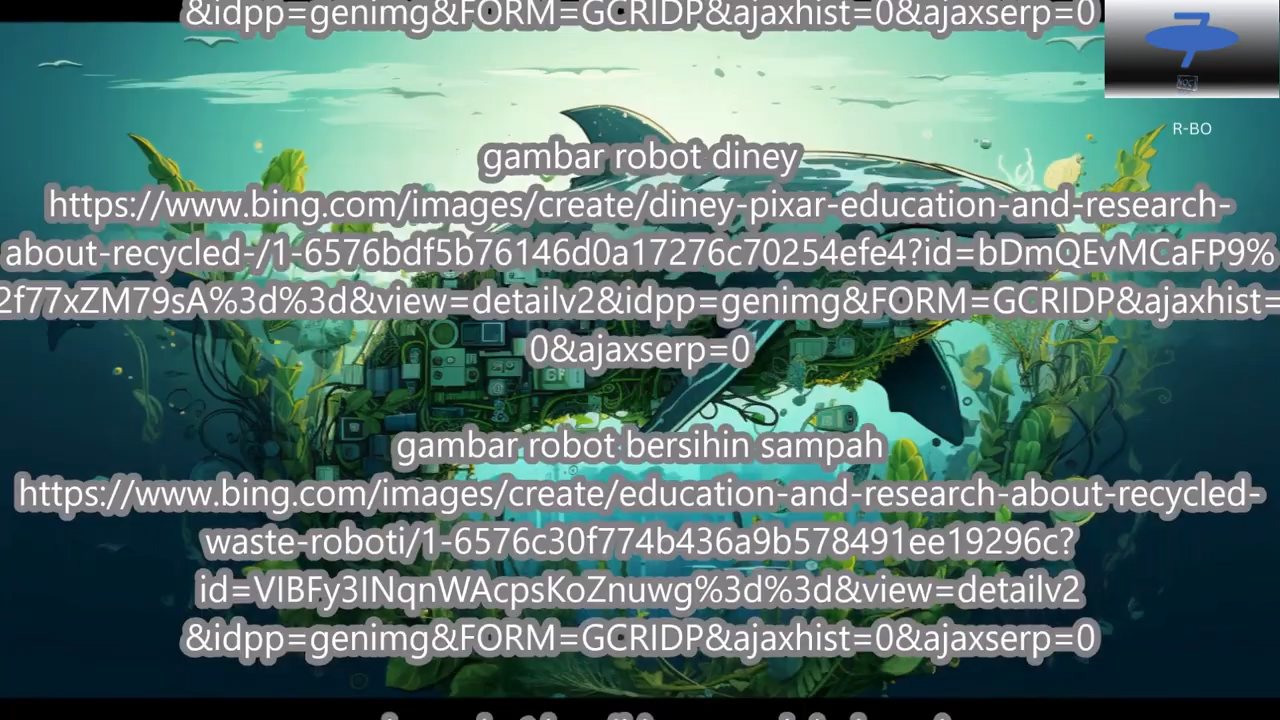 &idpp=genimg&FORM=GCRIDP&ajaxhist=0&ajaxserp=0
7
R-BO
gambar robot diney
https://www.bing.com/images/create/diney-pixar-education-and-research-
about-recycled-/1-6576bdf5b76146d0a17276c70254efe4?id=bDmQEvMCaFP9%
2f77xZM79sA%3d%3d&view=detailv2&idpp=genimg&FORM=GCRIDP&ajaxhist=
0&ajaxserp=0
gambar robot bersihin sampah
https://www.bing.com/images/create/education-and-research-about-recycled-
waste-roboti/1-6576c30f774b436a9b578491ee19296c?
id=VIBFy3INqnWAcpsKoZnuwg%3d%3d&view=detailv2
&idpp=genimg&FORM=GCRIDP&ajaxhist=0&ajaxserp=0